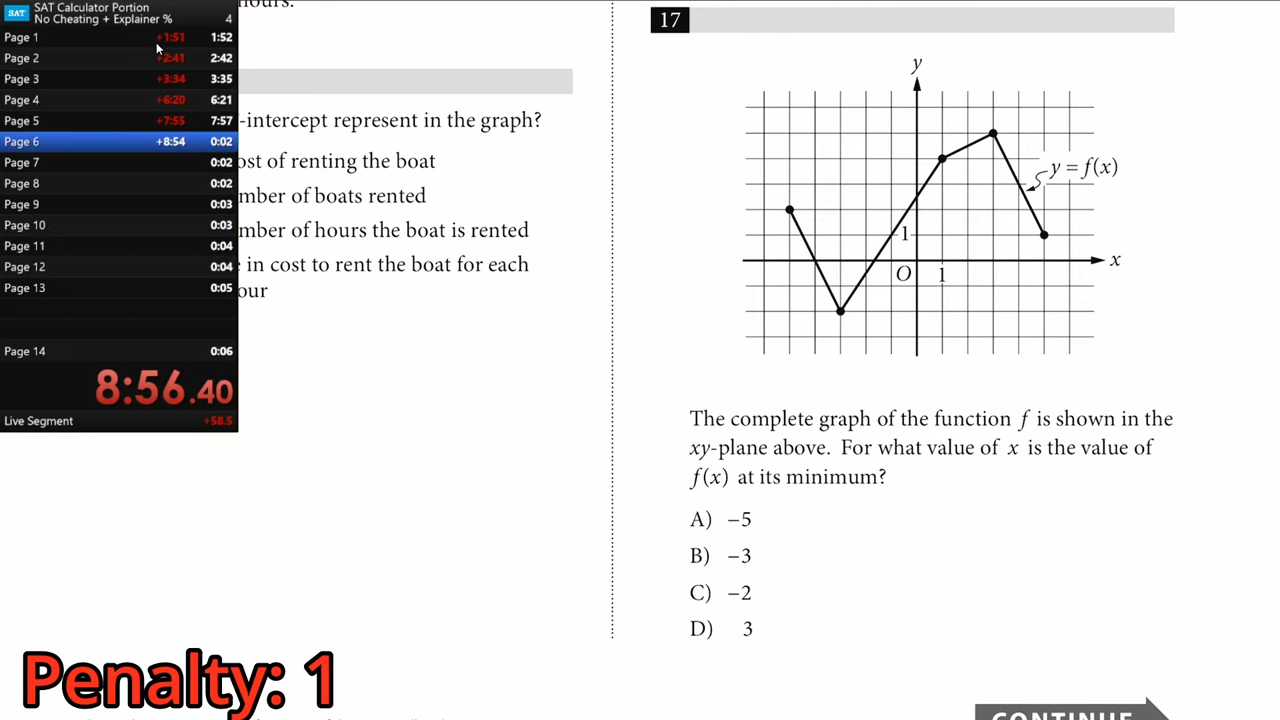 SAT
SAT Calculator Portion
No Cheating + Explainer % 4
Page 1 +1:51 1:52
Page 2 +2:41 2:42
Page 3 +3:34 3:35
Page 4 +6:20 6:21
Page 5 +7:55 7:57
Page 6 +8:54 0:02
Page 7 0:02
Page 8 0:02
Page 9 0:03
Page 10 0:03
Page 11 0:04
Page 12 0:04
Page 13 0:05
Page 14 0:06
8:56.40
Live Segment +58.5
-intercept represent in the graph?
ost of renting the boat
mber of boats rented
mber of hours the boat is rented
in cost to rent the boat for each
our
Penalty: 1
17
y
y = f(x)
1
O 1
x
The complete graph of the function f is shown in the
xy-plane above. For what value of x is the value of
f(x) at its minimum?
A) −5
B) −3
C) −2
D) 3
CONTINUE